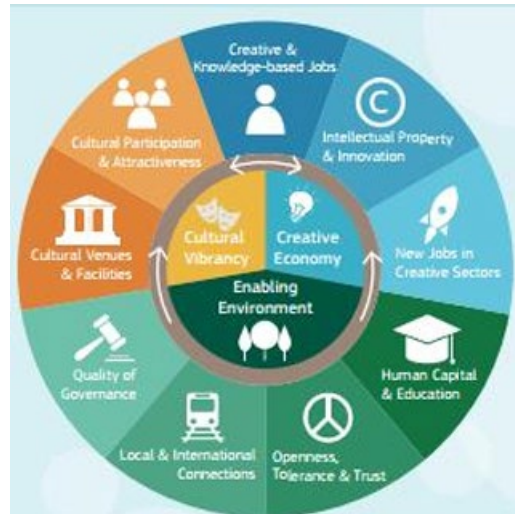 Creative &
Knowledge-based Jobs
C
Intellectual Property
& Innovation
New Jobs in
Creative Sectors
Human Capital
& Education
Openness,
Tolerance & Trust
Local & International
Connections
Quality of
Governance
Cultural Venues
& Facilities
Cultural Participation
& Attractiveness
Cultural
Vibrancy
Creative
Economy
Enabling
Environment